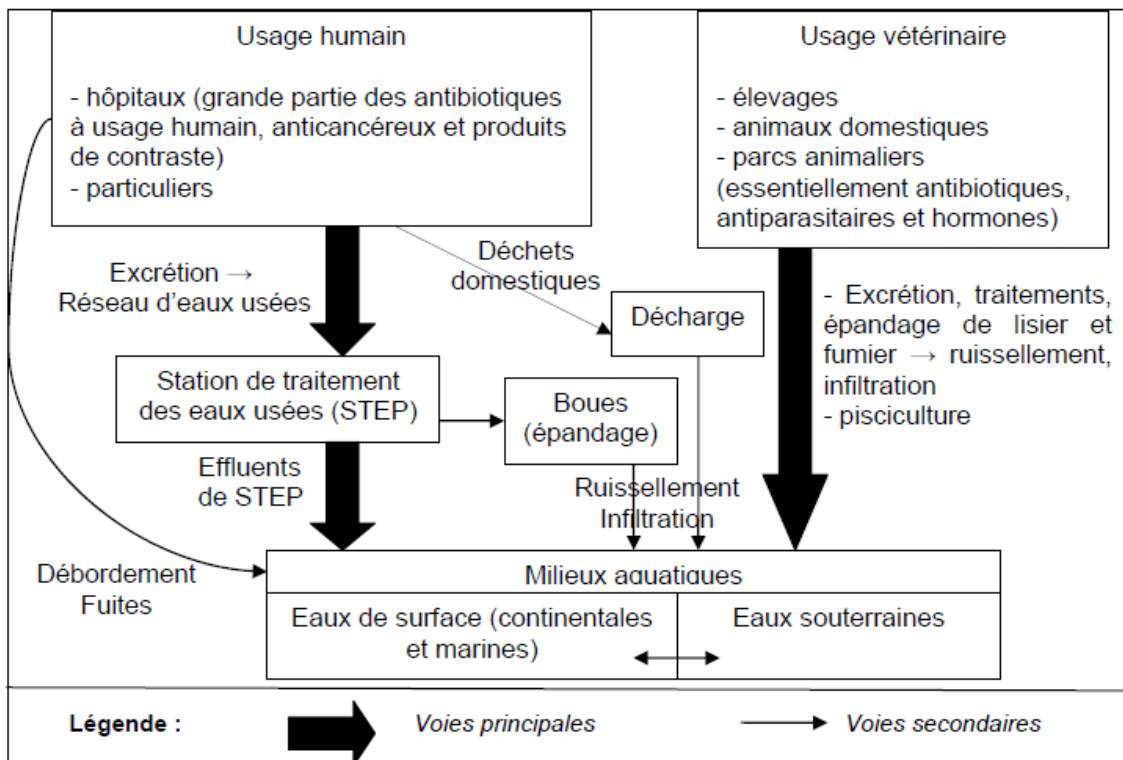 Usage humain
- hôpitaux (grande partie des antibiotiques
à usage humain, anticancéreux et produits
de contraste)
- particuliers
Usage vétérinaire
- élevages
- animaux domestiques
- parcs animaliers
(essentiellement antibiotiques,
antiparasitaires et hormones)
Excrétion →
Réseau d'eaux usées
Déchets
domestiques
Décharge
- Excrétion, traitements,
épandage de lisier et
fumier → ruissellement,
infiltration
- pisciculture
Station de traitement
des eaux usées (STEP)
Boues
(épandage)
Effluents
de STEP
Ruissellement
Infiltration
Débordement
Fuites
Milieux aquatiques
Eaux de surface (continentales
et marines)
Eaux souterraines
Légende :
Voies principales
Voies secondaires